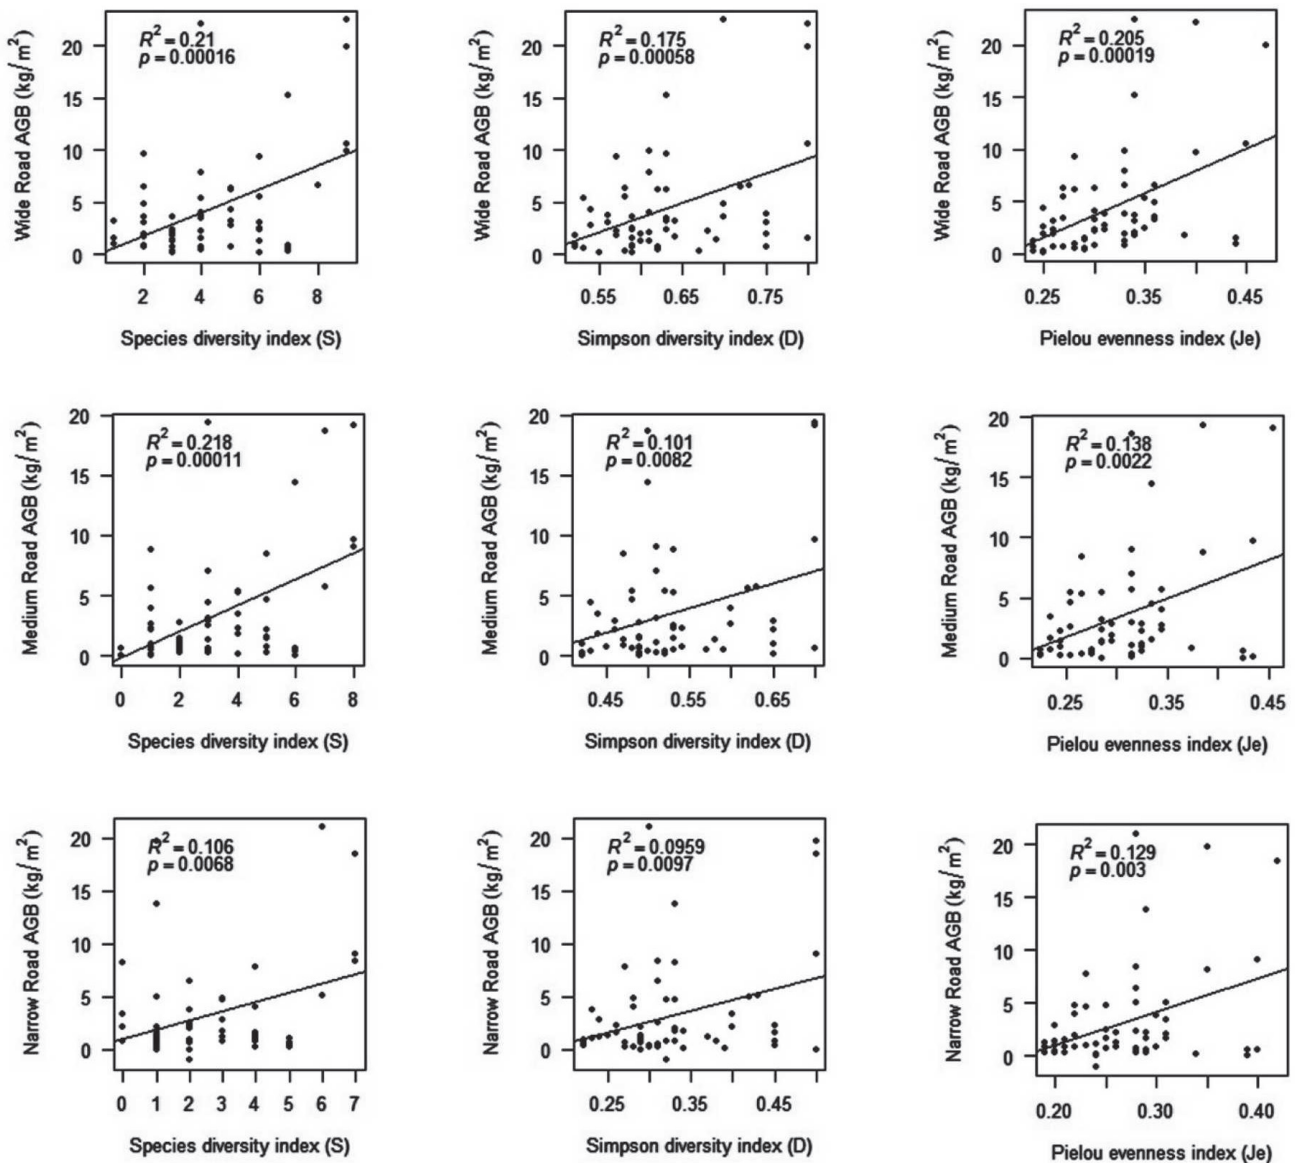 Wide Road AGB (kg/m²)
20
15
10
5
0
R² = 0.21
p = 0.00016
2 4 6 8
Species diversity index (S)
Wide Road AGB (kg/m²)
20
15
10
5
0
R² = 0.175
p = 0.00058
0.55 0.65 0.75
Simpson diversity index (D)
Wide Road AGB (kg/m²)
20
15
10
5
0
R² = 0.205
p = 0.00019
0.25 0.35 0.45
Pielou evenness index (Je)
Medium Road AGB (kg/m²)
20
15
10
5
0
R² = 0.218
p = 0.00011
0 2 4 6 8
Species diversity index (S)
Medium Road AGB (kg/m²)
20
15
10
5
0
R² = 0.101
p = 0.0082
0.45 0.55 0.65
Simpson diversity index (D)
Medium Road AGB (kg/m²)
20
15
10
5
0
R² = 0.138
p = 0.0022
0.25 0.35 0.45
Pielou evenness index (Je)
Narrow Road AGB (kg/m²)
20
15
10
5
0
R² = 0.106
p = 0.0068
0 1 2 3 4 5 6 7
Species diversity index (S)
Narrow Road AGB (kg/m²)
20
15
10
5
0
R² = 0.0959
p = 0.0097
0.25 0.35 0.45
Simpson diversity index (D)
Narrow Road AGB (kg/m²)
20
15
10
5
0
R² = 0.129
p = 0.003
0.20 0.30 0.40
Pielou evenness index (Je)